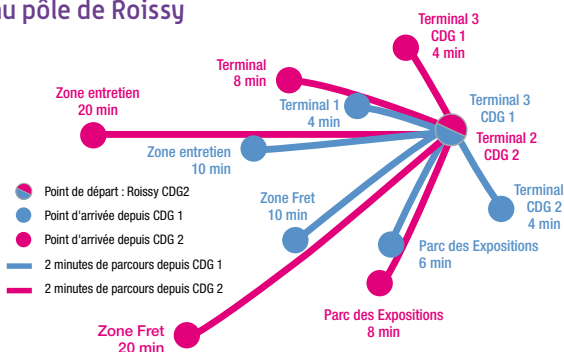 au pôle de Roissy
Terminal 3
CDG 1
4 min
Terminal
8 min
Zone entretien
20 min
Terminal 1
4 min
Terminal 3
CDG 1
Terminal 2
CDG 2
Zone entretien
10 min
Zone Fret
10 min
Terminal
CDG 2
4 min
Point de départ : Roissy CDG2
Point d'arrivée depuis CDG 1
Point d'arrivée depuis CDG 2
2 minutes de parcours depuis CDG 1
2 minutes de parcours depuis CDG 2
Parc des Expositions
6 min
Parc des Expositions
8 min
Zone Fret
20 min